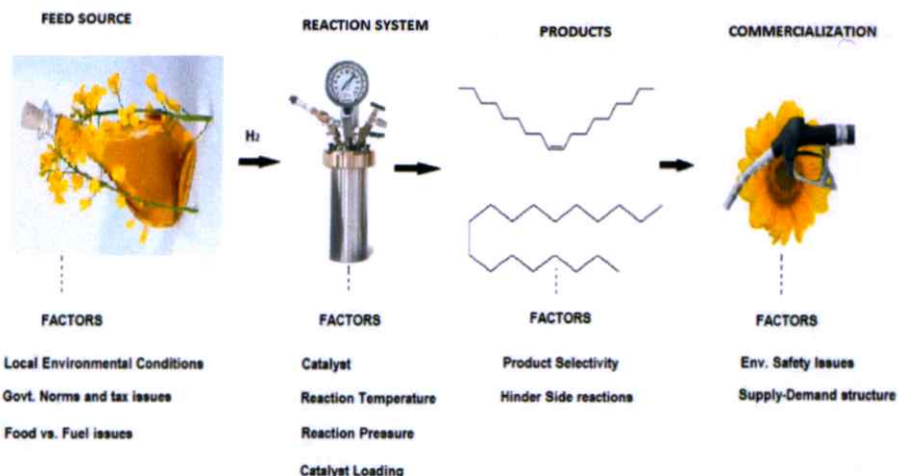 FEED SOURCE
REACTION SYSTEM
PRODUCTS
COMMERCIALIZATION
H₂
FACTORS
Local Environmental Conditions
Govt. Norms and tax issues
Food vs. Fuel issues
FACTORS
Catalyst
Reaction Temperature
Reaction Pressure
Catalyst Loading
FACTORS
Product Selectivity
Hinder Side reactions
FACTORS
Env. Safety Issues
Supply-Demand structure